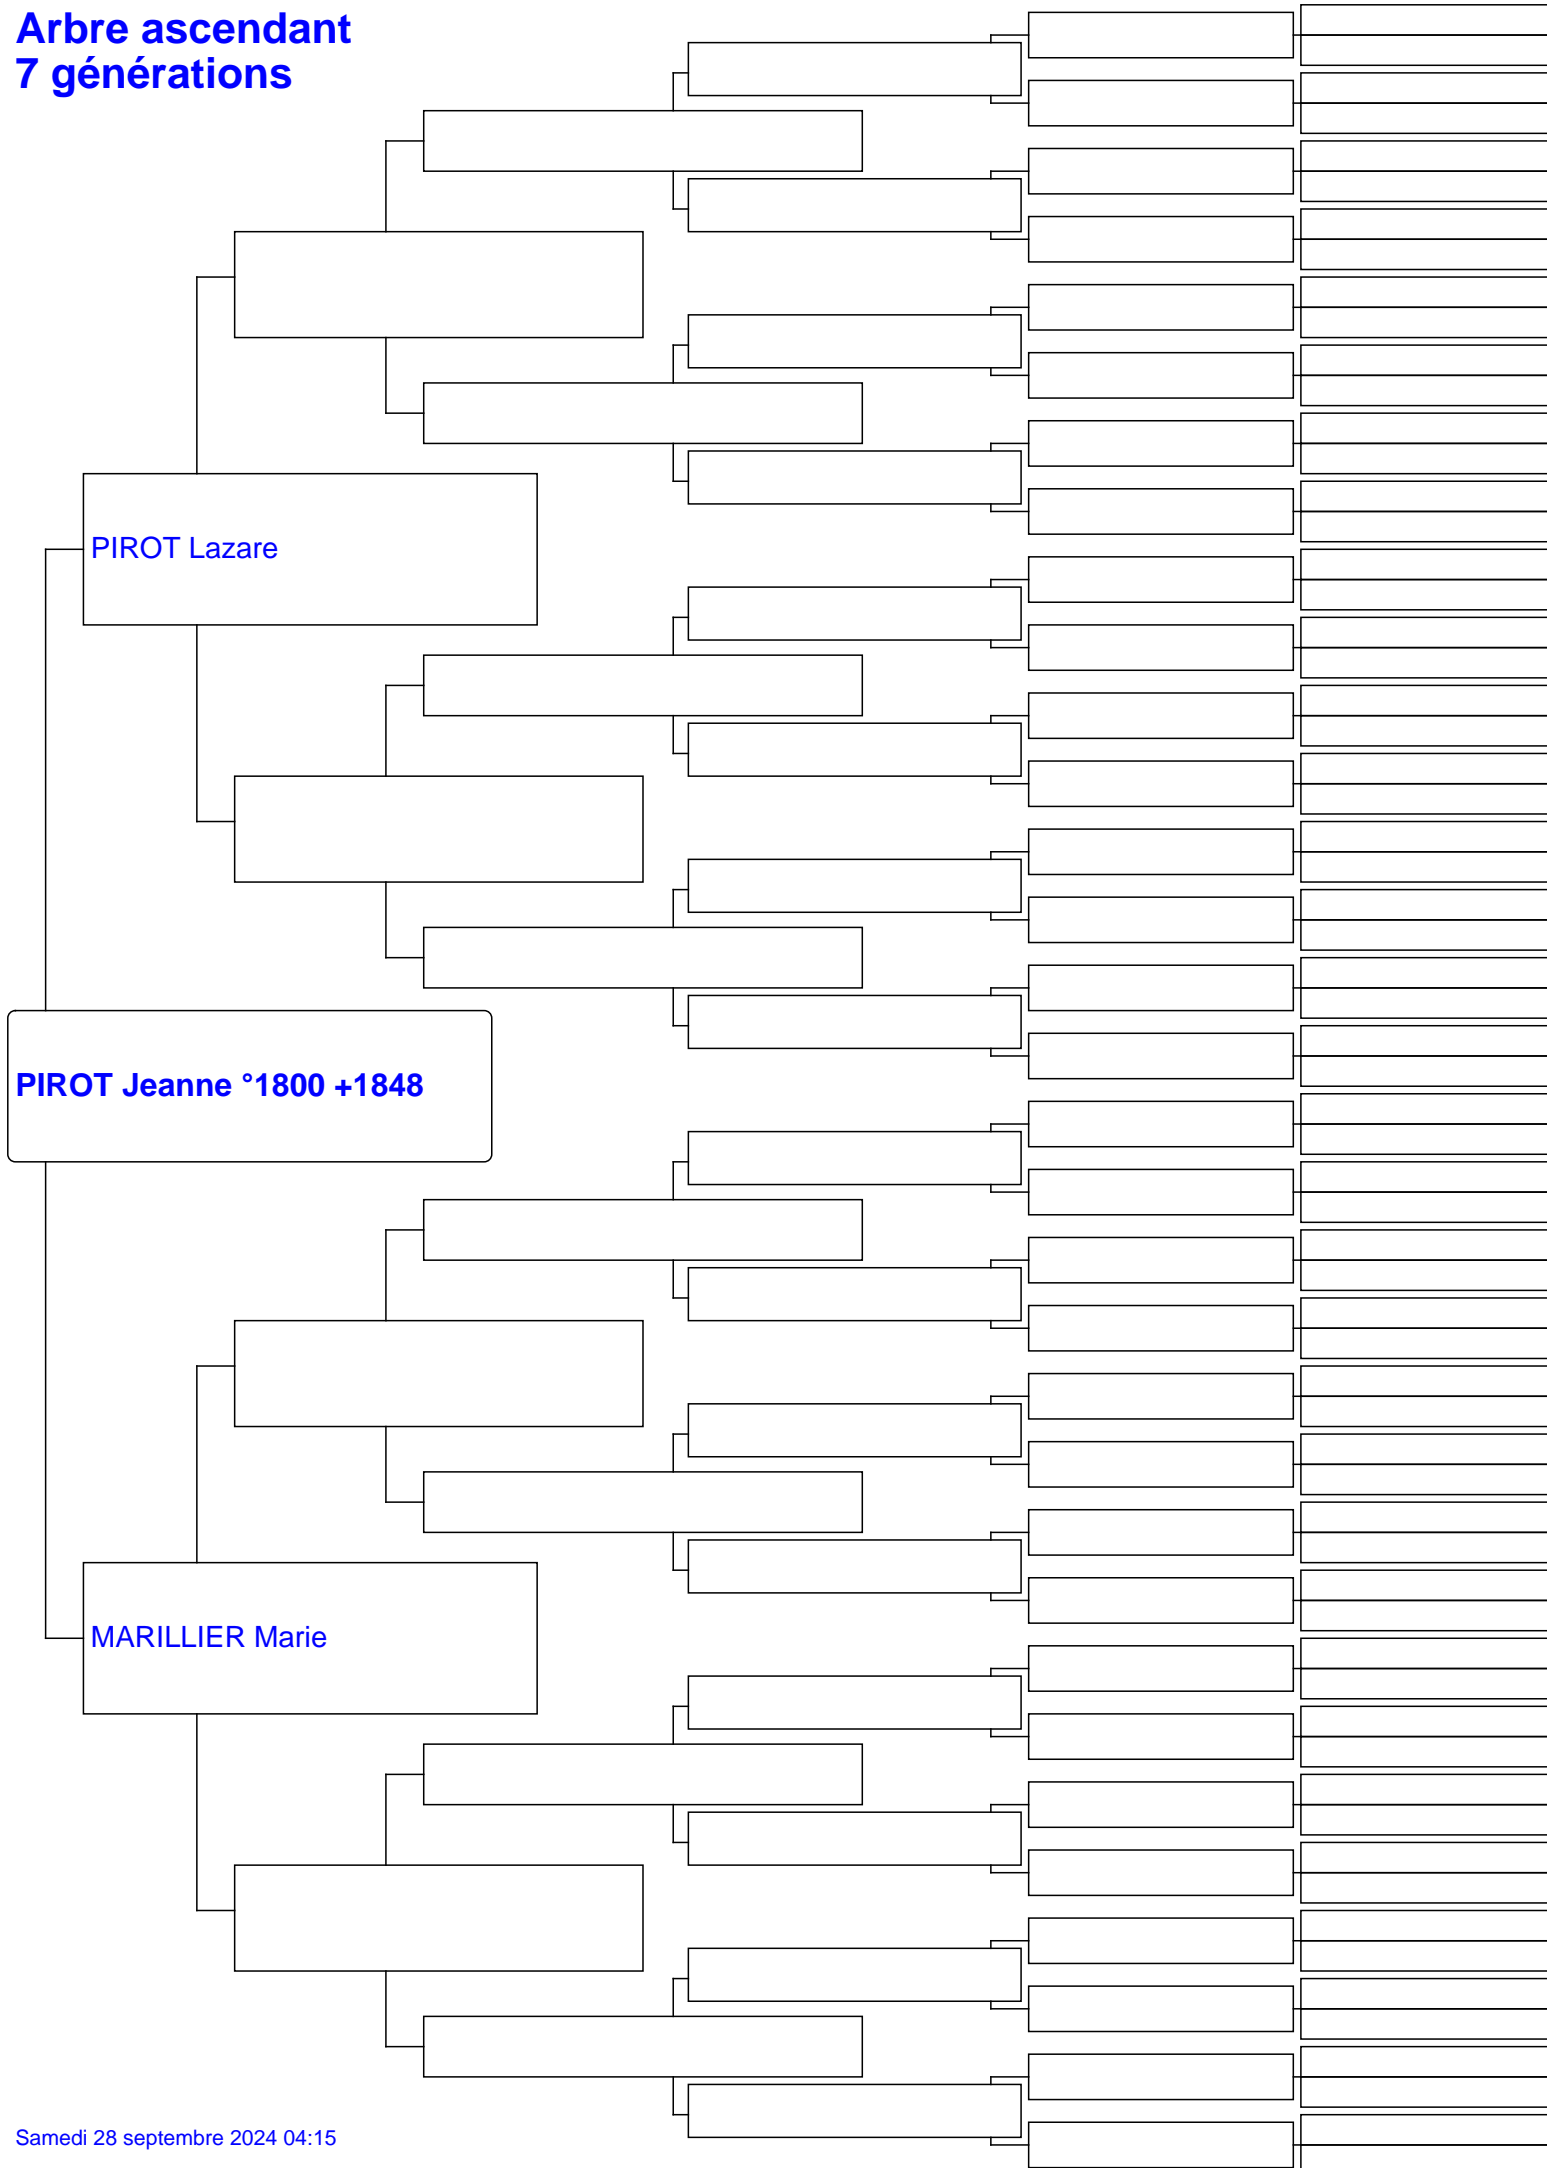 Arbre ascendant
7 générations
PIROT Lazare
PIROT Jeanne °1800 +1848
MARILLIER Marie
Samedi 28 septembre 2024 04:15